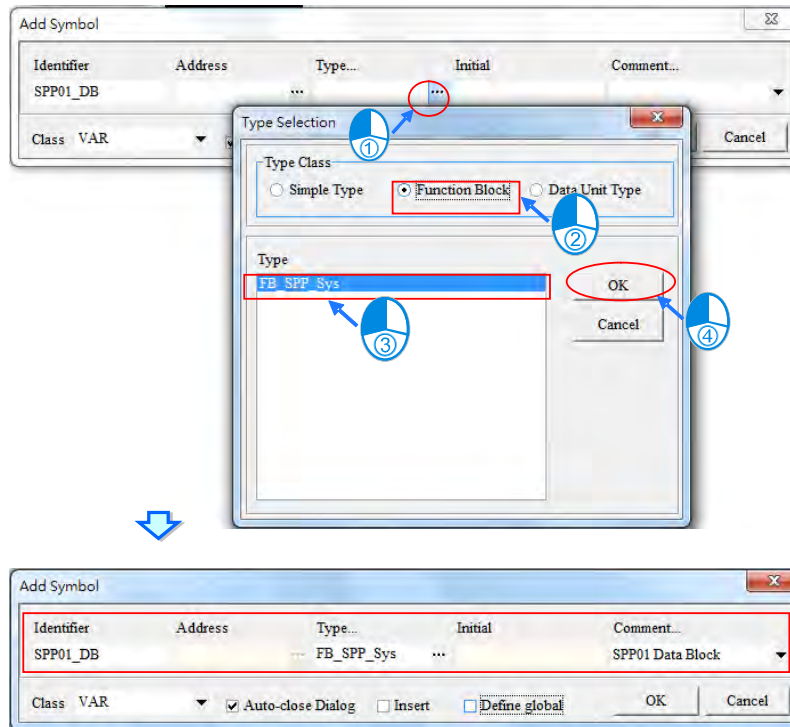 Add Symbol
Identifier Address Type... Initial Comment...
SPP01_DB ... ...
Class VAR Cancel
Type Selection
①
Type Class
Simple Type Function Block Data Unit Type
②
Type
FB_SPP_Sys OK
③ Cancel ④
Add Symbol
Identifier Address Type... Initial Comment...
SPP01_DB ... FB_SPP_Sys ... SPP01 Data Block
Class VAR Auto-close Dialog Insert Define global OK Cancel